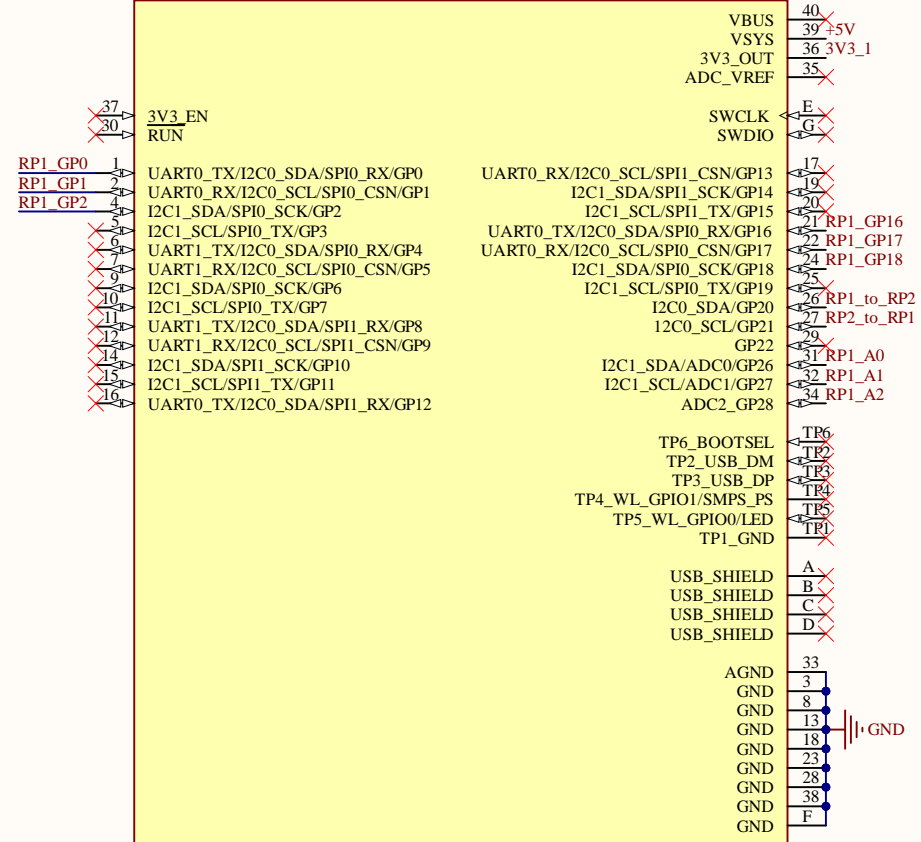 VBUS 40
VSYS 39 +5V
3V3_OUT 36 3V3_1
ADC_VREF 35
37 3V3_EN SWCLK E
30 RUN SWDIO G
RP1_GP0 1 UART0_TX/I2C0_SDA/SPI0_RX/GP0 UART0_RX/I2C0_SCL/SPI1_CSN/GP13 17
RP1_GP1 2 UART0_RX/I2C0_SCL/SPI0_CSN/GP1 I2C1_SDA/SPI1_SCK/GP14 19
RP1_GP2 4 I2C1_SDA/SPI0_SCK/GP2 I2C1_SCL/SPI1_TX/GP15 20
5 I2C1_SCL/SPI0_TX/GP3 UART0_TX/I2C0_SDA/SPI0_RX/GP16 21 RP1_GP16
6 UART1_TX/I2C0_SDA/SPI0_RX/GP4 UART0_RX/I2C0_SCL/SPI0_CSN/GP17 22 RP1_GP17
7 UART1_RX/I2C0_SCL/SPI0_CSN/GP5 I2C1_SDA/SPI0_SCK/GP18 24 RP1_GP18
9 I2C1_SDA/SPI0_SCK/GP6 I2C1_SCL/SPI0_TX/GP19 25
10 I2C1_SCL/SPI0_TX/GP7 I2C0_SDA/GP20 26 RP1_to_RP2
11 UART1_TX/I2C0_SDA/SPI1_RX/GP8 12C0_SCL/GP21 27 RP2_to_RP1
12 UART1_RX/I2C0_SCL/SPI1_CSN/GP9 GP22 29
14 I2C1_SDA/SPI1_SCK/GP10 I2C1_SDA/ADC0/GP26 31 RP1_A0
15 I2C1_SCL/SPI1_TX/GP11 I2C1_SCL/ADC1/GP27 32 RP1_A1
16 UART0_TX/I2C0_SDA/SPI1_RX/GP12 ADC2_GP28 34 RP1_A2
TP6_BOOTSEL TP6
TP2_USB_DM TP2
TP3_USB_DP TP3
TP4_WL_GPIO1/SMPS_PS TP4
TP5_WL_GPIO0/LED TP5
TP1_GND TP1
USB_SHIELD A
USB_SHIELD B
USB_SHIELD C
USB_SHIELD D
AGND 33
GND 3
GND 8
GND 13 GND
GND 18
GND 23
GND 28
GND 38
GND F